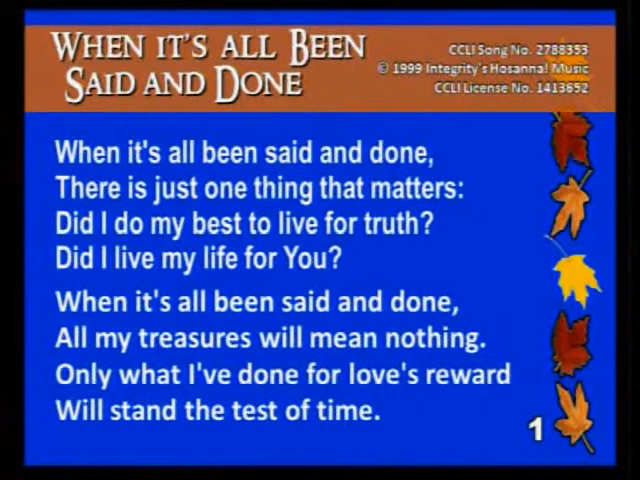 WHEN IT'S ALL BEEN
SAID AND DONE
CCLI Song No. 2788353
© 1999 Integrity's Hosanna! Music
CCLI License No. 1413652
When it's all been said and done,
There is just one thing that matters:
Did I do my best to live for truth?
Did I live my life for You?
When it's all been said and done,
All my treasures will mean nothing.
Only what I've done for love's reward
Will stand the test of time.
1